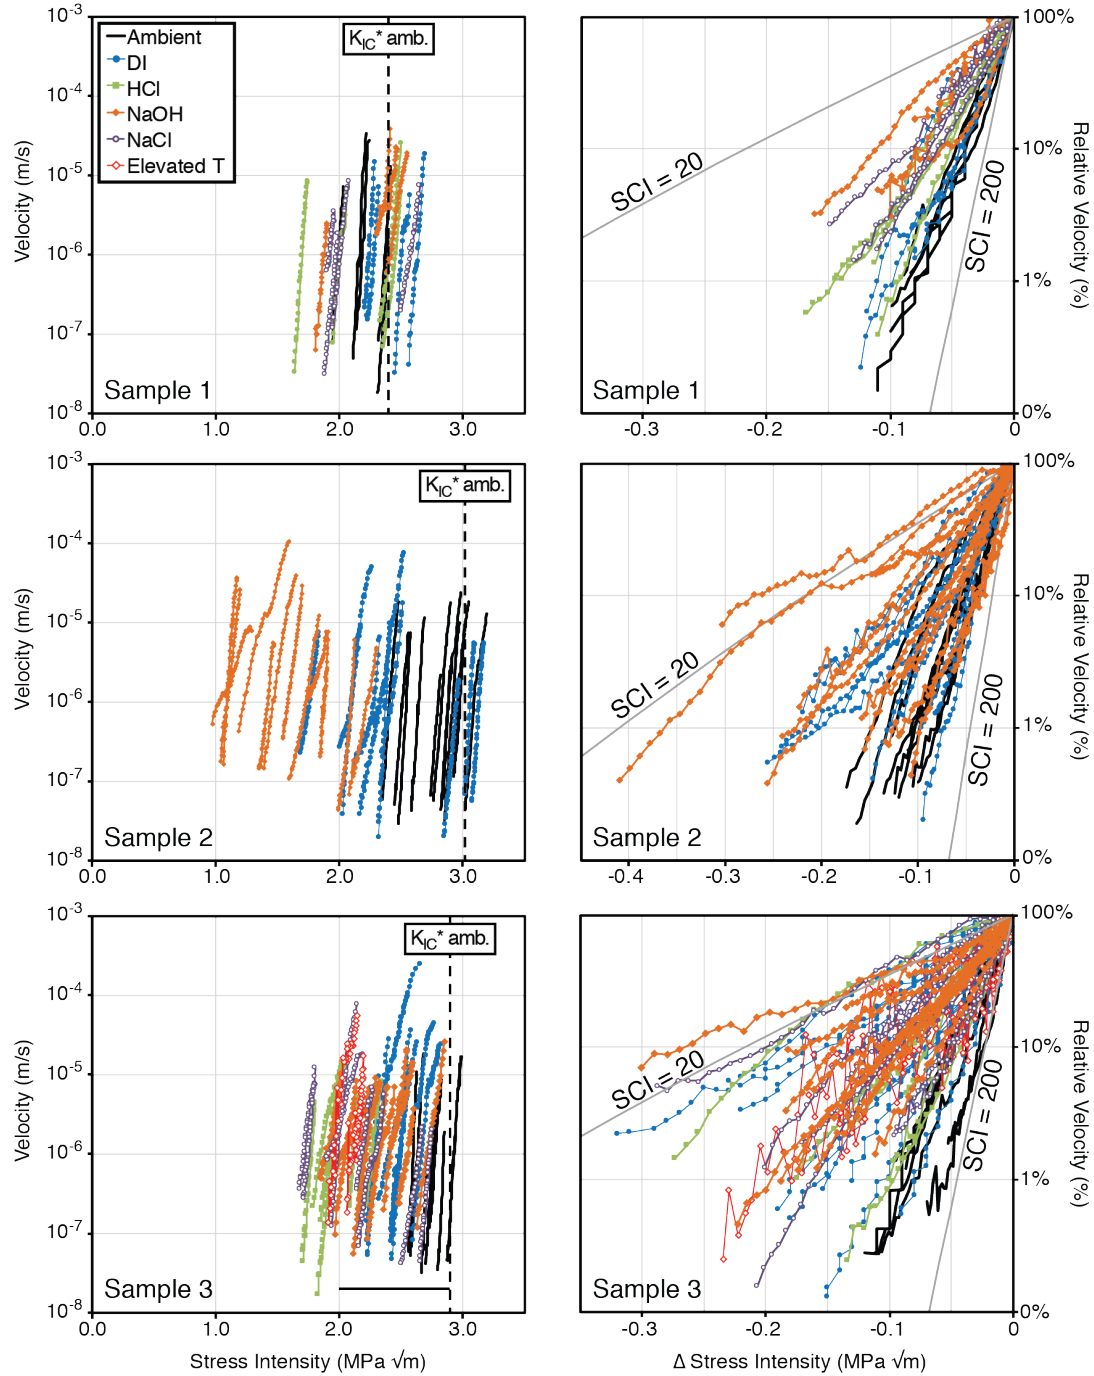 10-3
10-4
10-5
10-6
10-7
10-8
Velocity (m/s)
Ambient
DI
HCl
NaOH
NaCl
Elevated T
KIC* amb.
Sample 1
0.0 1.0 2.0 3.0
100%
10%
1%
0%
Relative Velocity (%)
SCI = 20
SCI = 200
Sample 1
-0.3 -0.2 -0.1 0
10-3
10-4
10-5
10-6
10-7
10-8
Velocity (m/s)
KIC* amb.
Sample 2
0.0 1.0 2.0 3.0
100%
10%
1%
0%
Relative Velocity (%)
SCI = 20
SCI = 200
Sample 2
-0.4 -0.3 -0.2 -0.1 0
10-3
10-4
10-5
10-6
10-7
10-8
Velocity (m/s)
KIC* amb.
Sample 3
0.0 1.0 2.0 3.0
Stress Intensity (MPa √m)
100%
10%
1%
0%
Relative Velocity (%)
SCI = 20
SCI = 200
Sample 3
-0.3 -0.2 -0.1 0
Δ Stress Intensity (MPa √m)